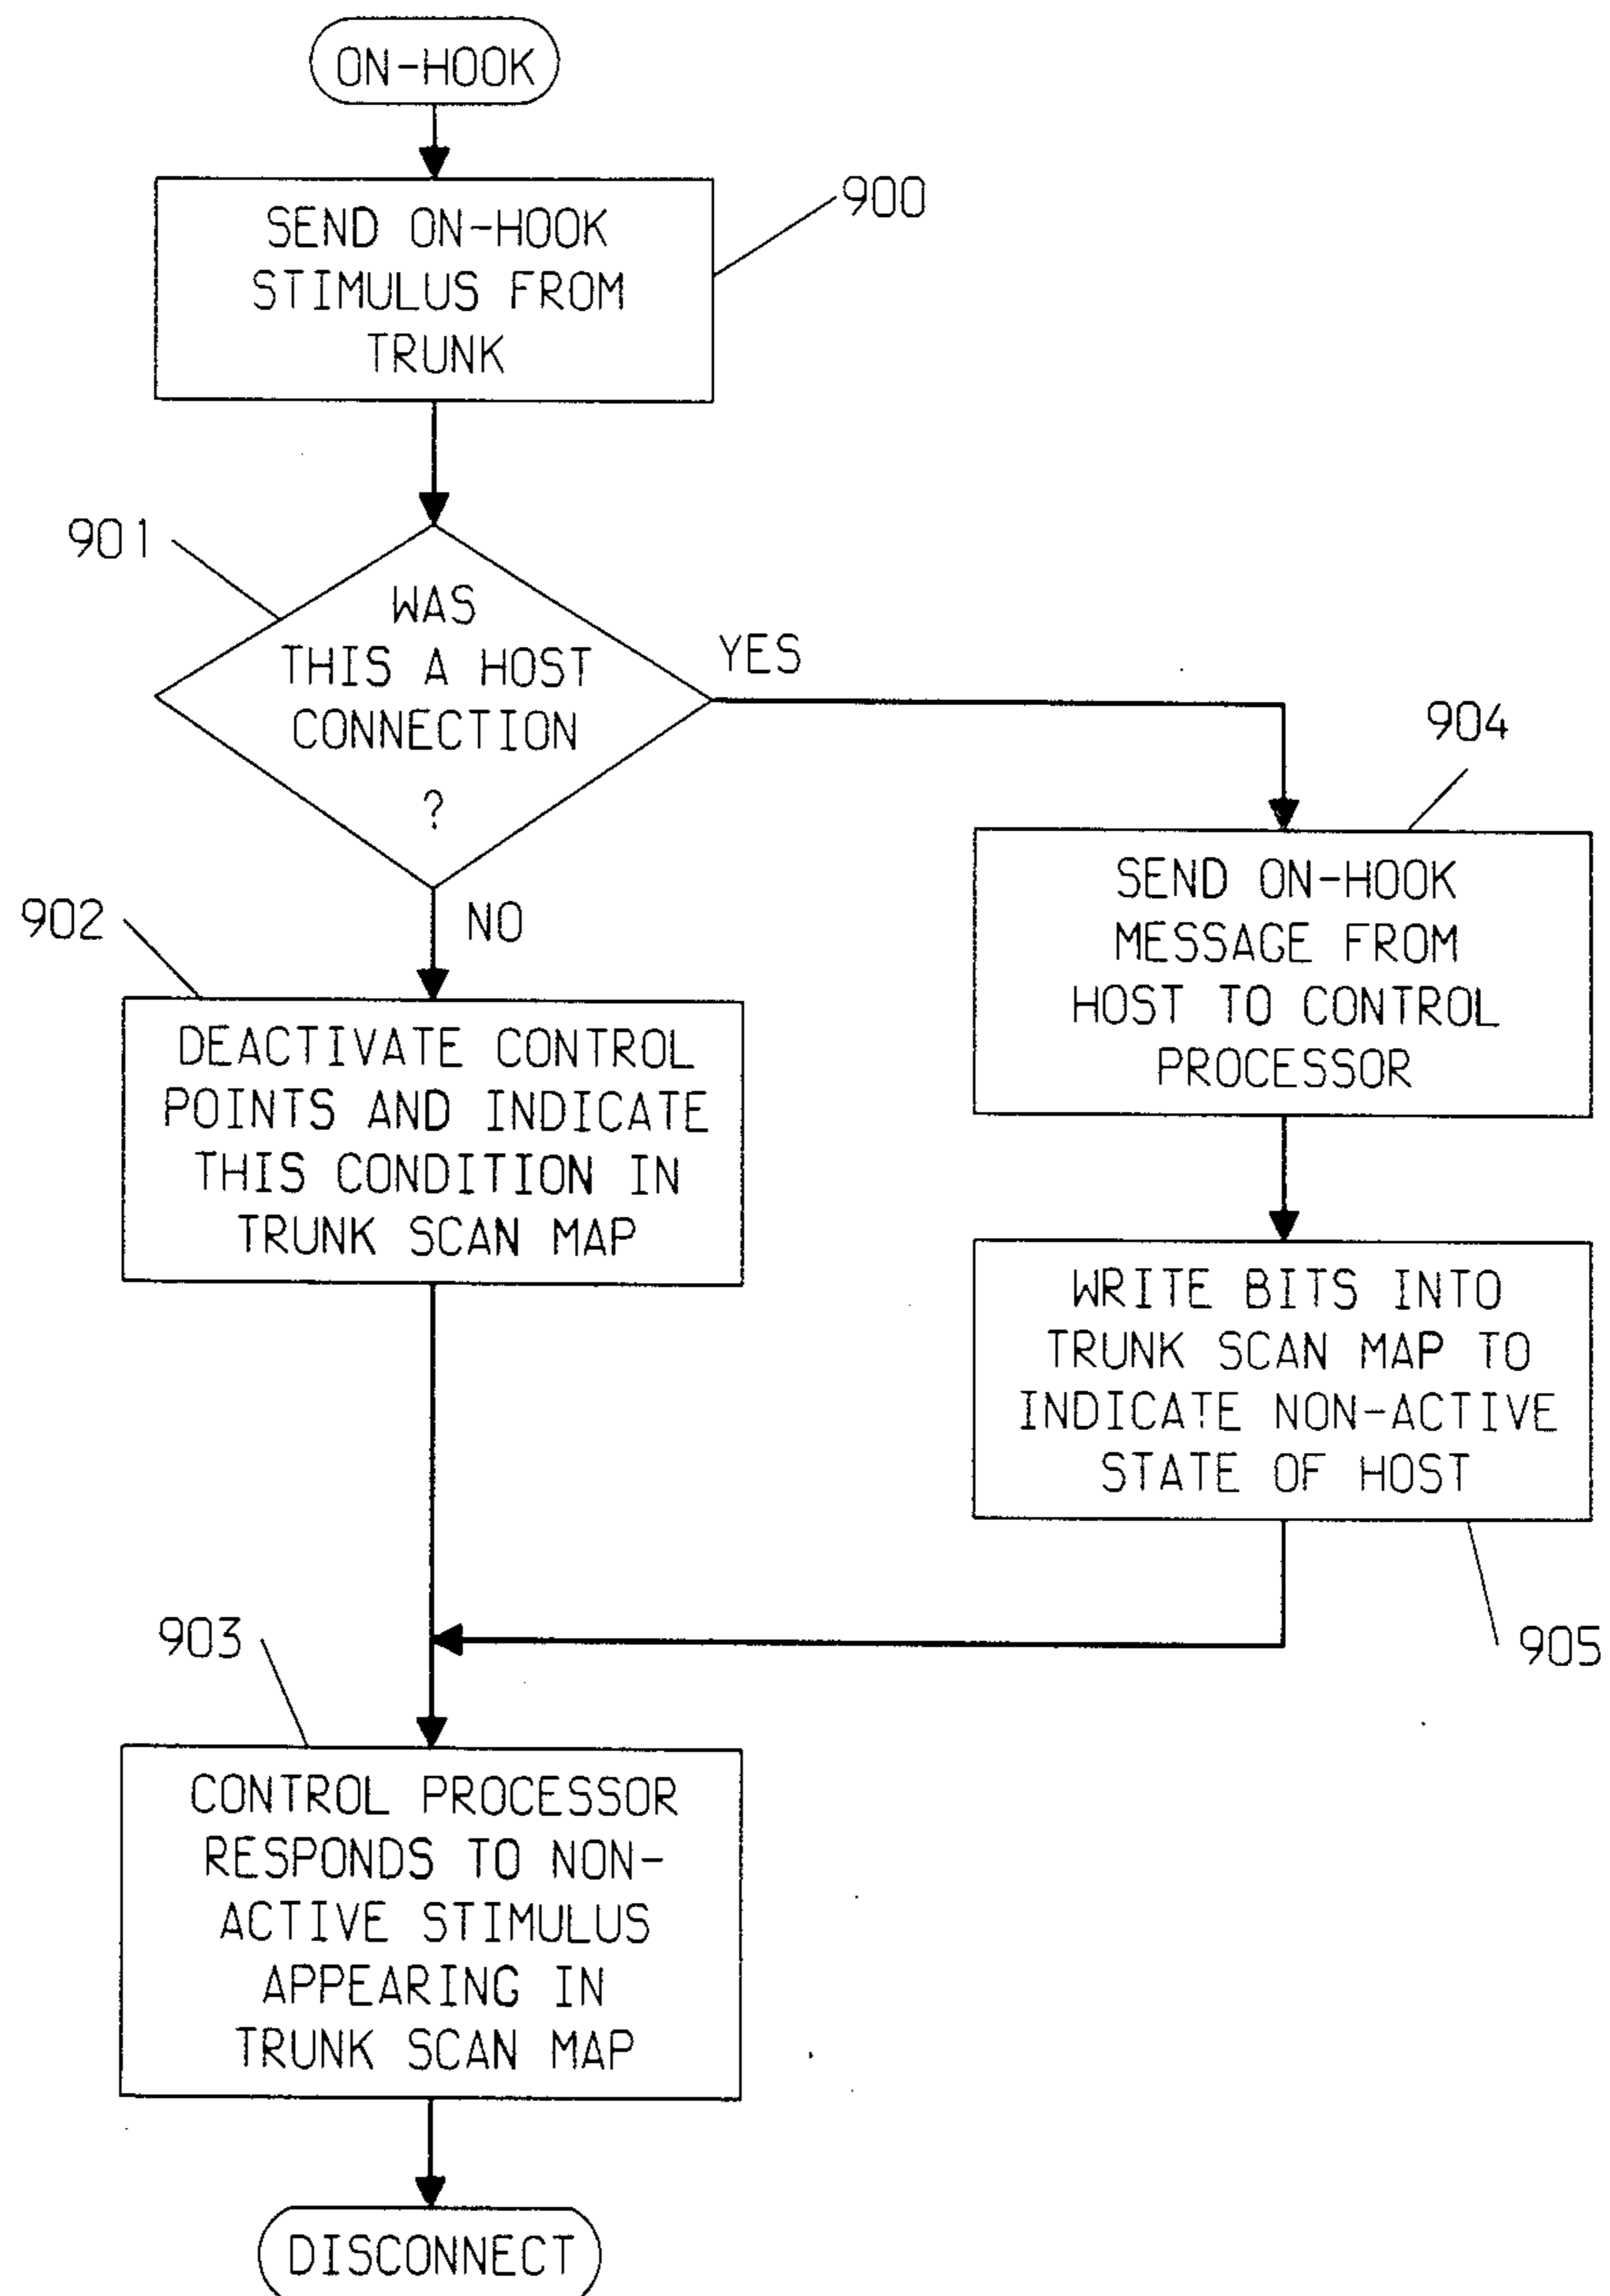 ON-HOOK
SEND ON-HOOK
STIMULUS FROM
TRUNK
900
901
WAS
THIS A HOST
CONNECTION
?
YES
NO
904
SEND ON-HOOK
MESSAGE FROM
HOST TO CONTROL
PROCESSOR
902
DEACTIVATE CONTROL
POINTS AND INDICATE
THIS CONDITION IN
TRUNK SCAN MAP
WRITE BITS INTO
TRUNK SCAN MAP TO
INDICATE NON-ACTIVE
STATE OF HOST
905
903
CONTROL PROCESSOR
RESPONDS TO NON-
ACTIVE STIMULUS
APPEARING IN
TRUNK SCAN MAP
DISCONNECT